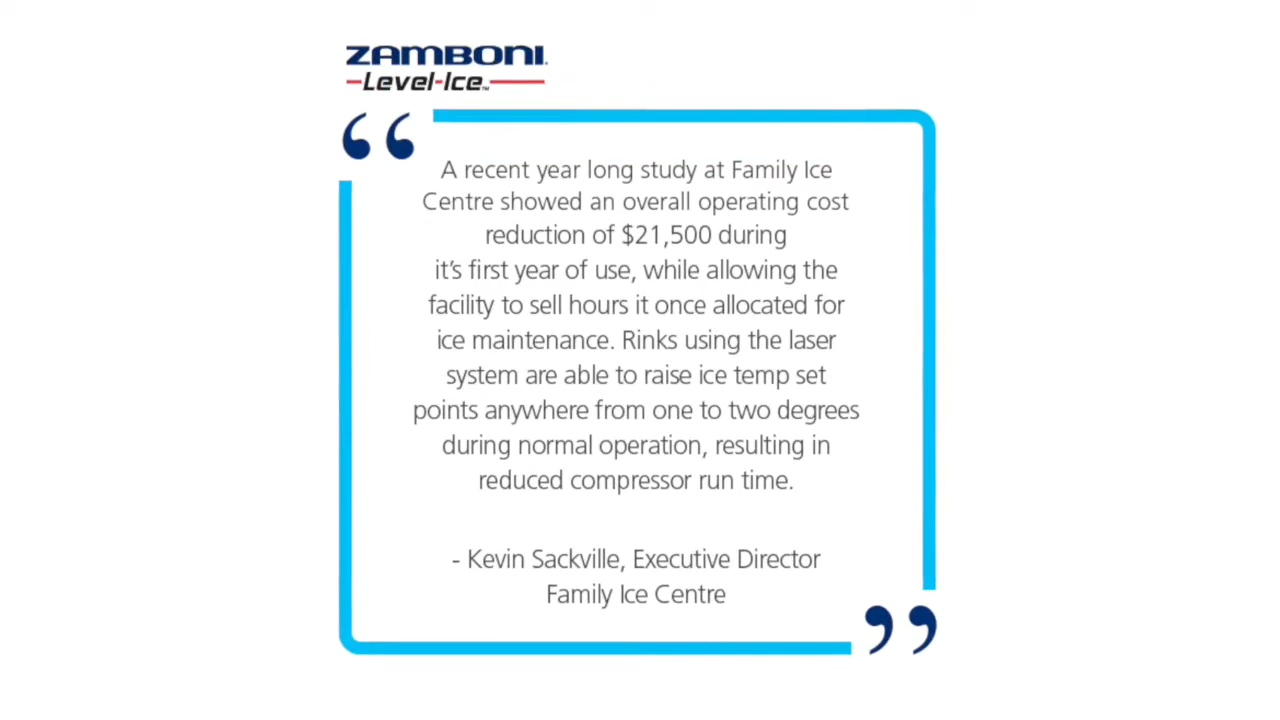 ZAMBONI®
Level-Ice™
“
A recent year long study at Family Ice
Centre showed an overall operating cost
reduction of $21,500 during
it’s first year of use, while allowing the
facility to sell hours it once allocated for
ice maintenance. Rinks using the laser
system are able to raise ice temp set
points anywhere from one to two degrees
during normal operation, resulting in
reduced compressor run time.
- Kevin Sackville, Executive Director
Family Ice Centre
”